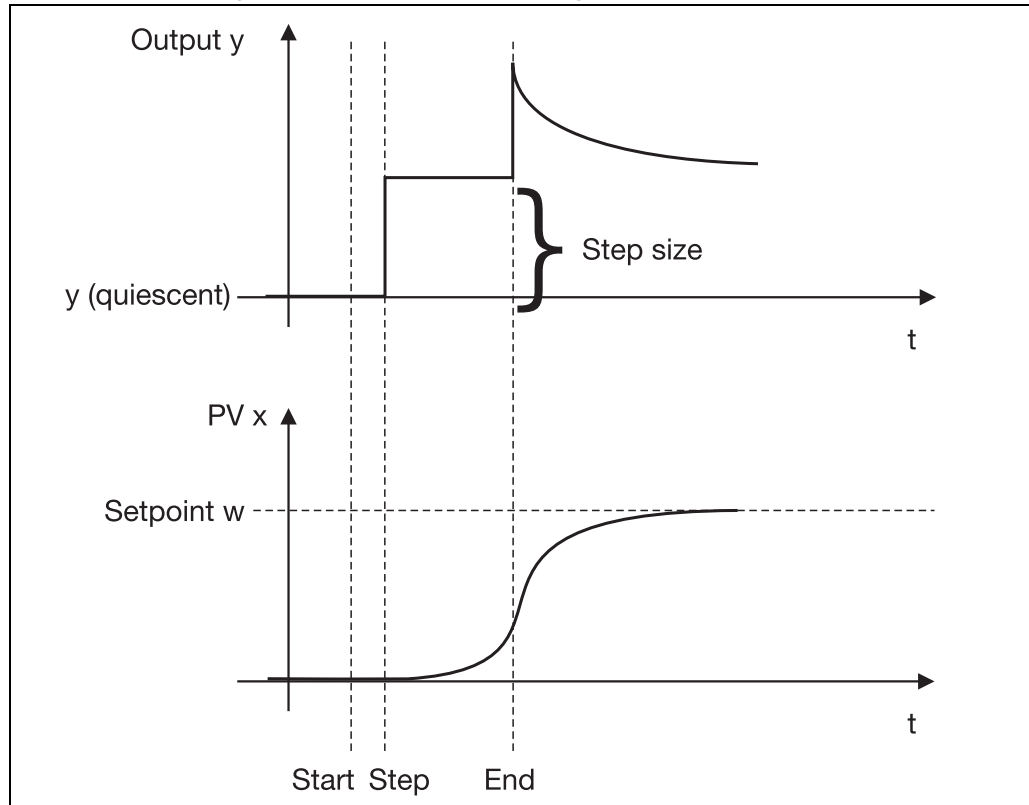 Output y
Step size
y (quiescent)
t
PV x
Setpoint w
t
Start Step End